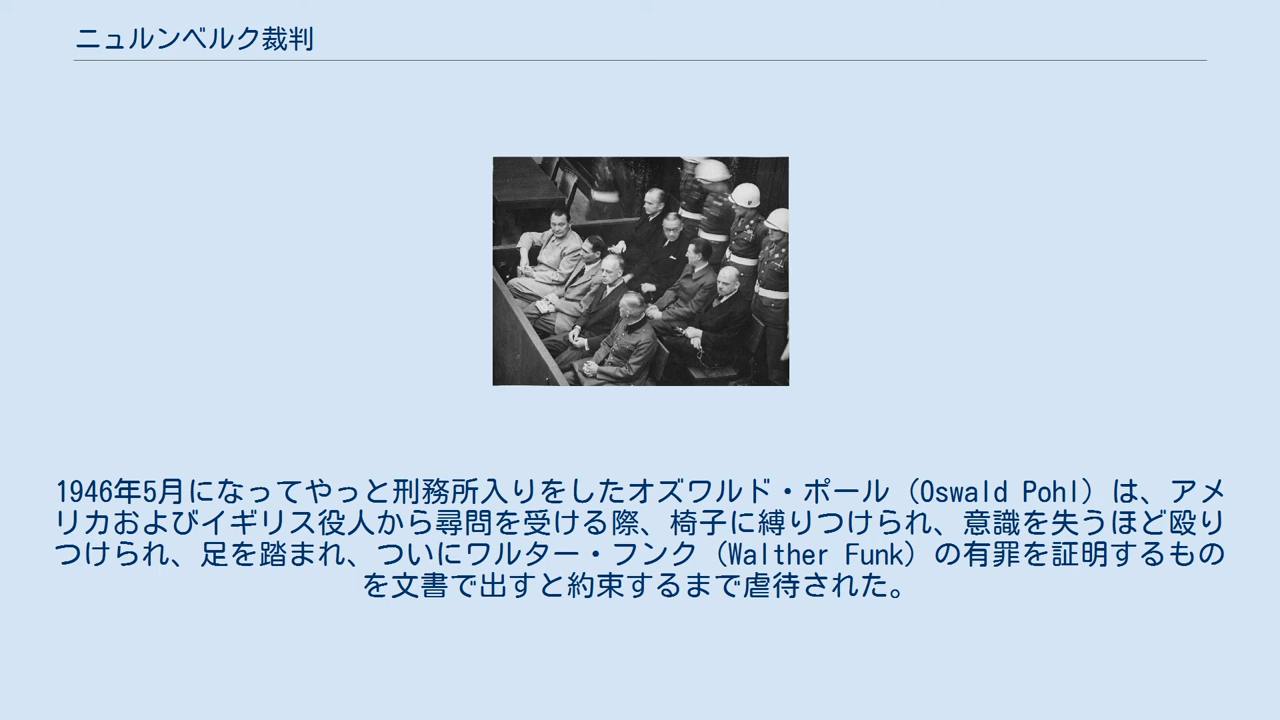 ニュルンベルク裁判
1946年5月になってやっと刑務所入りをしたオズワルド・ポール（Oswald Pohl）は、アメ
リカおよびイギリス役人から尋問を受ける際、椅子に縛りつけられ、意識を失うほど殴り
つけられ、足を踏まれ、ついにワルター・フンク（Walther Funk）の有罪を証明するもの
を文書で出すと約束するまで虐待された。